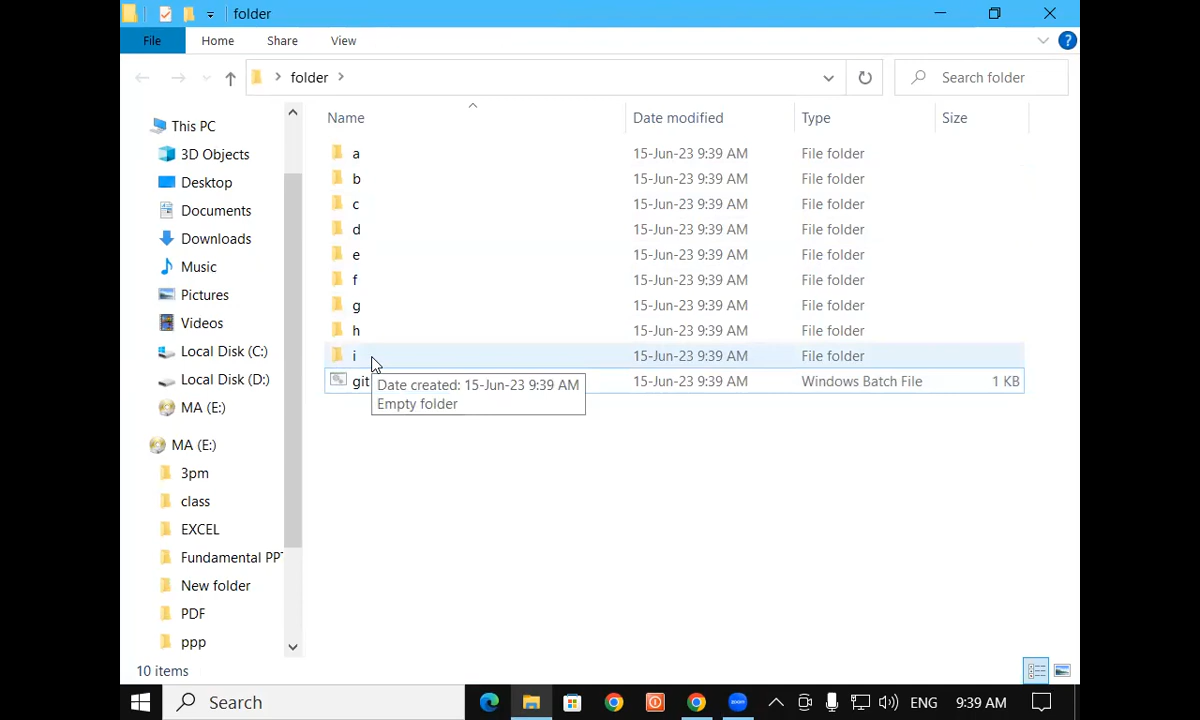 folder
File Home Share View
folder
Search folder
Name Date modified Type Size
a 15-Jun-23 9:39 AM File folder
b 15-Jun-23 9:39 AM File folder
c 15-Jun-23 9:39 AM File folder
d 15-Jun-23 9:39 AM File folder
e 15-Jun-23 9:39 AM File folder
f 15-Jun-23 9:39 AM File folder
g 15-Jun-23 9:39 AM File folder
h 15-Jun-23 9:39 AM File folder
i 15-Jun-23 9:39 AM File folder
git 15-Jun-23 9:39 AM Windows Batch File 1 KB
Date created: 15-Jun-23 9:39 AM
Empty folder
This PC
3D Objects
Desktop
Documents
Downloads
Music
Pictures
Videos
Local Disk (C:)
Local Disk (D:)
MA (E:)
MA (E:)
3pm
class
EXCEL
Fundamental PP
New folder
PDF
ppp
10 items
Search
zoom
ENG
9:39 AM